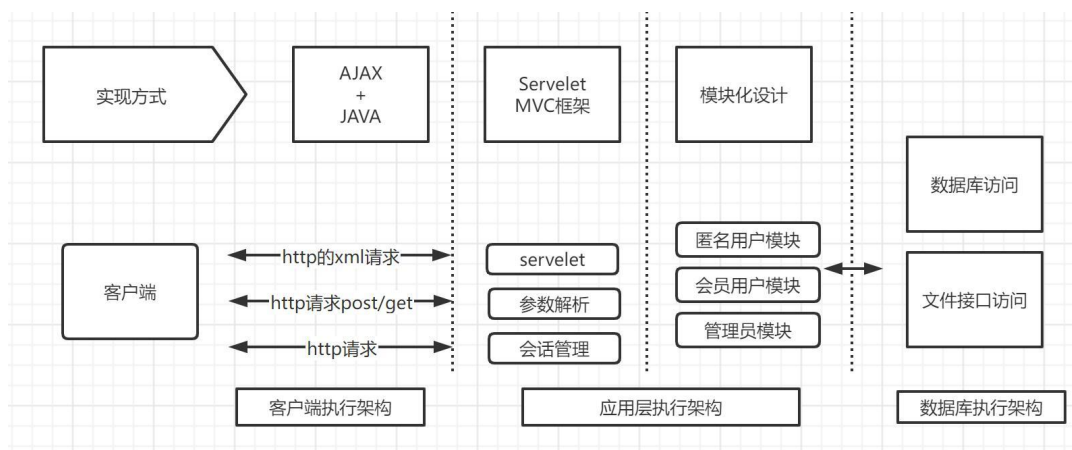 实现方式
AJAX
+
JAVA
Servelet
MVC框架
模块化设计
数据库访问
客户端
http的xml请求
http请求post/get
http请求
servelet
参数解析
会话管理
匿名用户模块
会员用户模块
管理员模块
文件接口访问
客户端执行架构
应用层执行架构
数据库执行架构